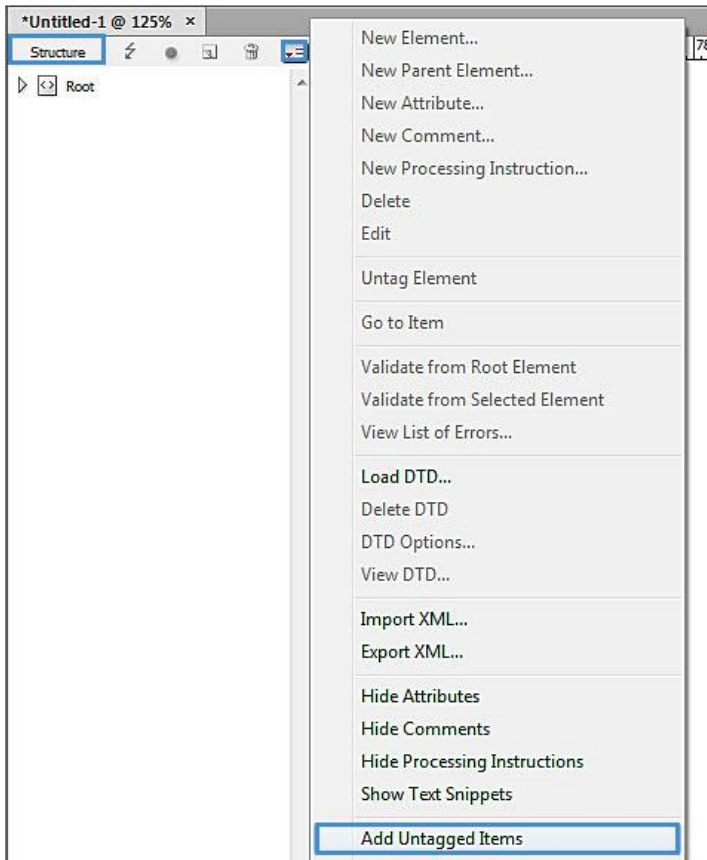 *Untitled-1 @ 125% ×
Structure
78
Root
New Element...
New Parent Element...
New Attribute...
New Comment...
New Processing Instruction...
Delete
Edit
Untag Element
Go to Item
Validate from Root Element
Validate from Selected Element
View List of Errors...
Load DTD...
Delete DTD
DTD Options...
View DTD...
Import XML...
Export XML...
Hide Attributes
Hide Comments
Hide Processing Instructions
Show Text Snippets
Add Untagged Items